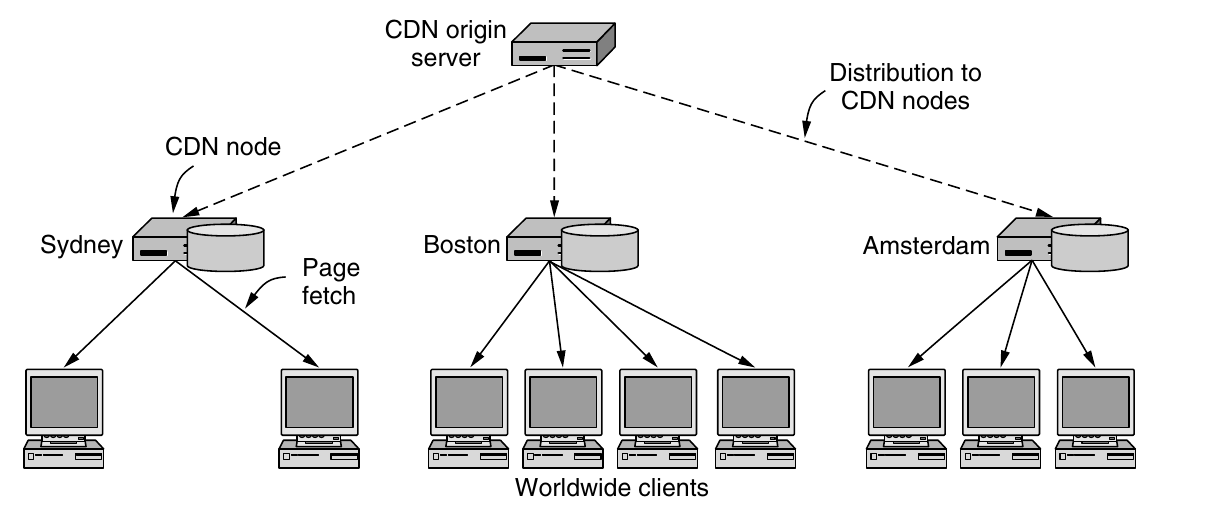 CDN origin
server
Distribution to
CDN nodes
CDN node
Sydney
Boston
Amsterdam
Page
fetch
Worldwide clients